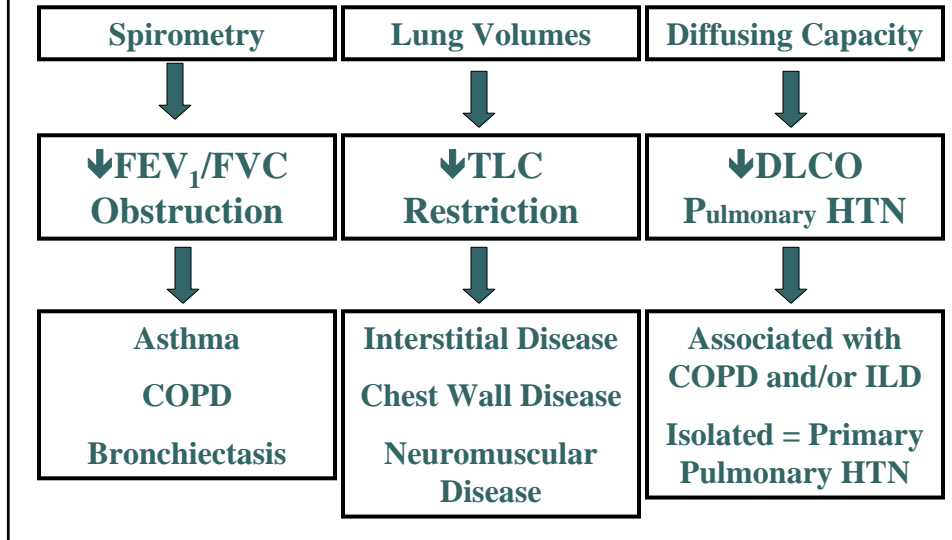 Spirometry
Lung Volumes
Diffusing Capacity
↓FEV₁/FVC
Obstruction
↓TLC
Restriction
↓DLCO
Pulmonary HTN
Asthma
COPD
Bronchiectasis
Interstitial Disease
Chest Wall Disease
Neuromuscular
Disease
Associated with
COPD and/or ILD
Isolated = Primary
Pulmonary HTN